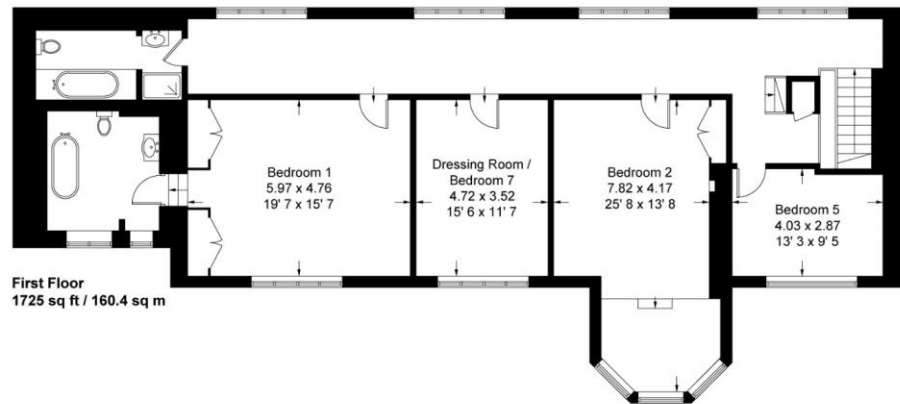 Bedroom 1
5.97 x 4.76
19' 7 x 15' 7
Dressing Room /
Bedroom 7
4.72 x 3.52
15' 6 x 11' 7
Bedroom 2
7.82 x 4.17
25' 8 x 13' 8
Bedroom 5
4.03 x 2.87
13' 3 x 9' 5
First Floor
1725 sq ft / 160.4 sq m